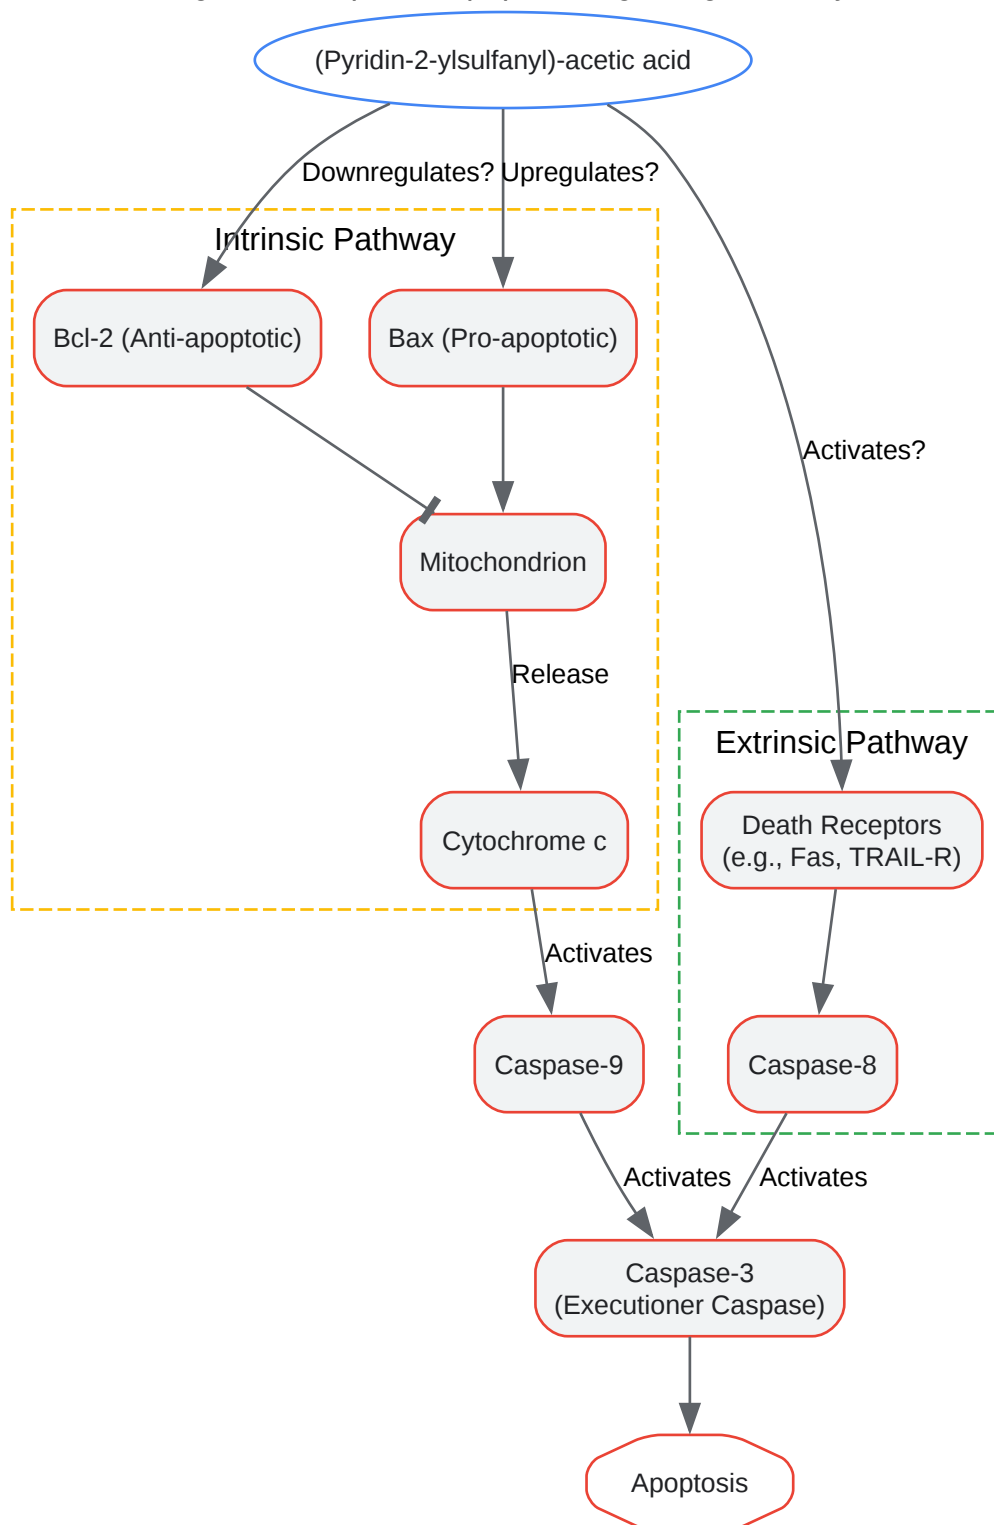 (Pyridin-2-ylsulfanyl)-acetic acid
Downregulates?
Upregulates?
Intrinsic Pathway
Bcl-2 (Anti-apoptotic)
Bax (Pro-apoptotic)
Activates?
Mitochondrion
Release
Extrinsic Pathway
Cytochrome c
Death Receptors
(e.g., Fas, TRAIL-R)
Activates
Caspase-9
Caspase-8
Activates
Activates
Caspase-3
(Executioner Caspase)
Apoptosis